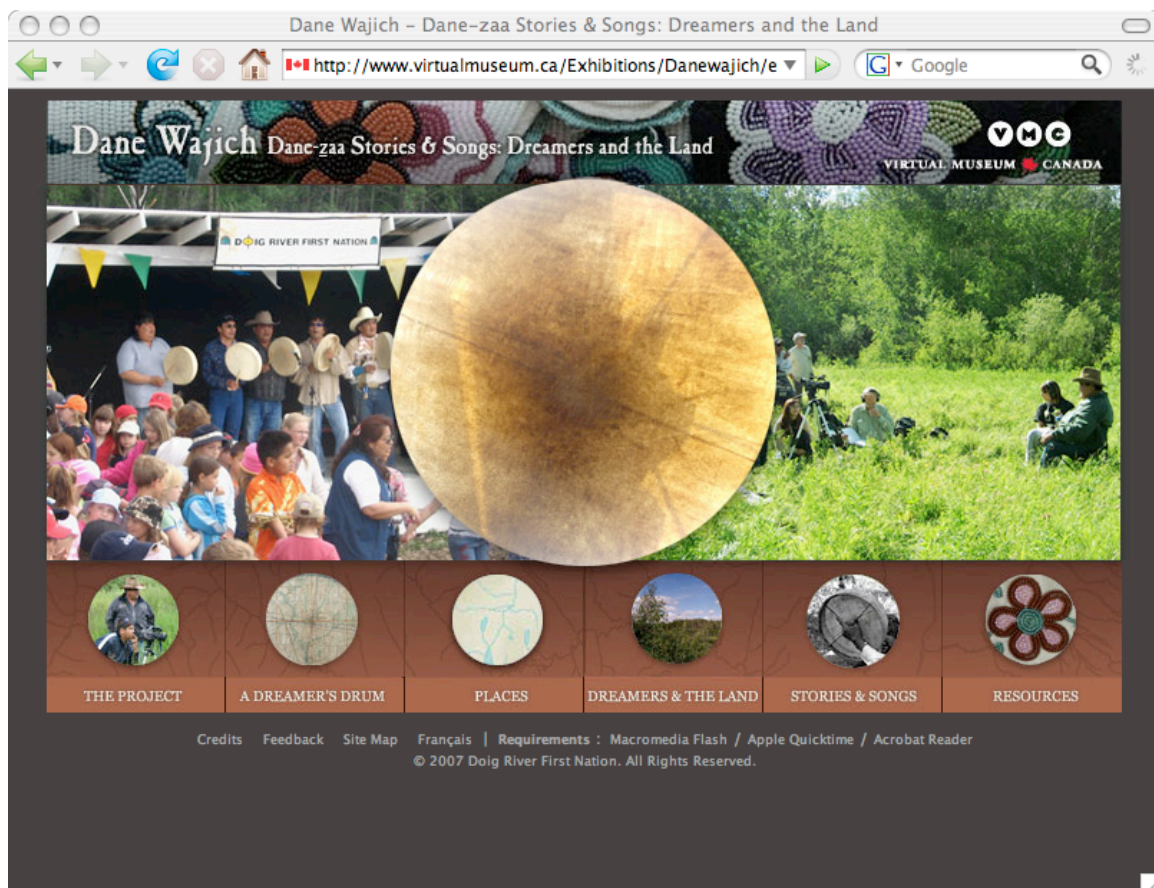 Dane Wajich – Dane-zaa Stories & Songs: Dreamers and the Land
http://www.virtualmuseum.ca/Exhibitions/Danewajich/e
G Google
Dane Wajich Dane-zaa Stories & Songs: Dreamers and the Land
VMC
VIRTUAL MUSEUM CANADA
DOIG RIVER FIRST NATION
THE PROJECT
A DREAMER'S DRUM
PLACES
DREAMERS & THE LAND
STORIES & SONGS
RESOURCES
Credits Feedback Site Map Français | Requirements : Macromedia Flash / Apple Quicktime / Acrobat Reader
© 2007 Doig River First Nation. All Rights Reserved.